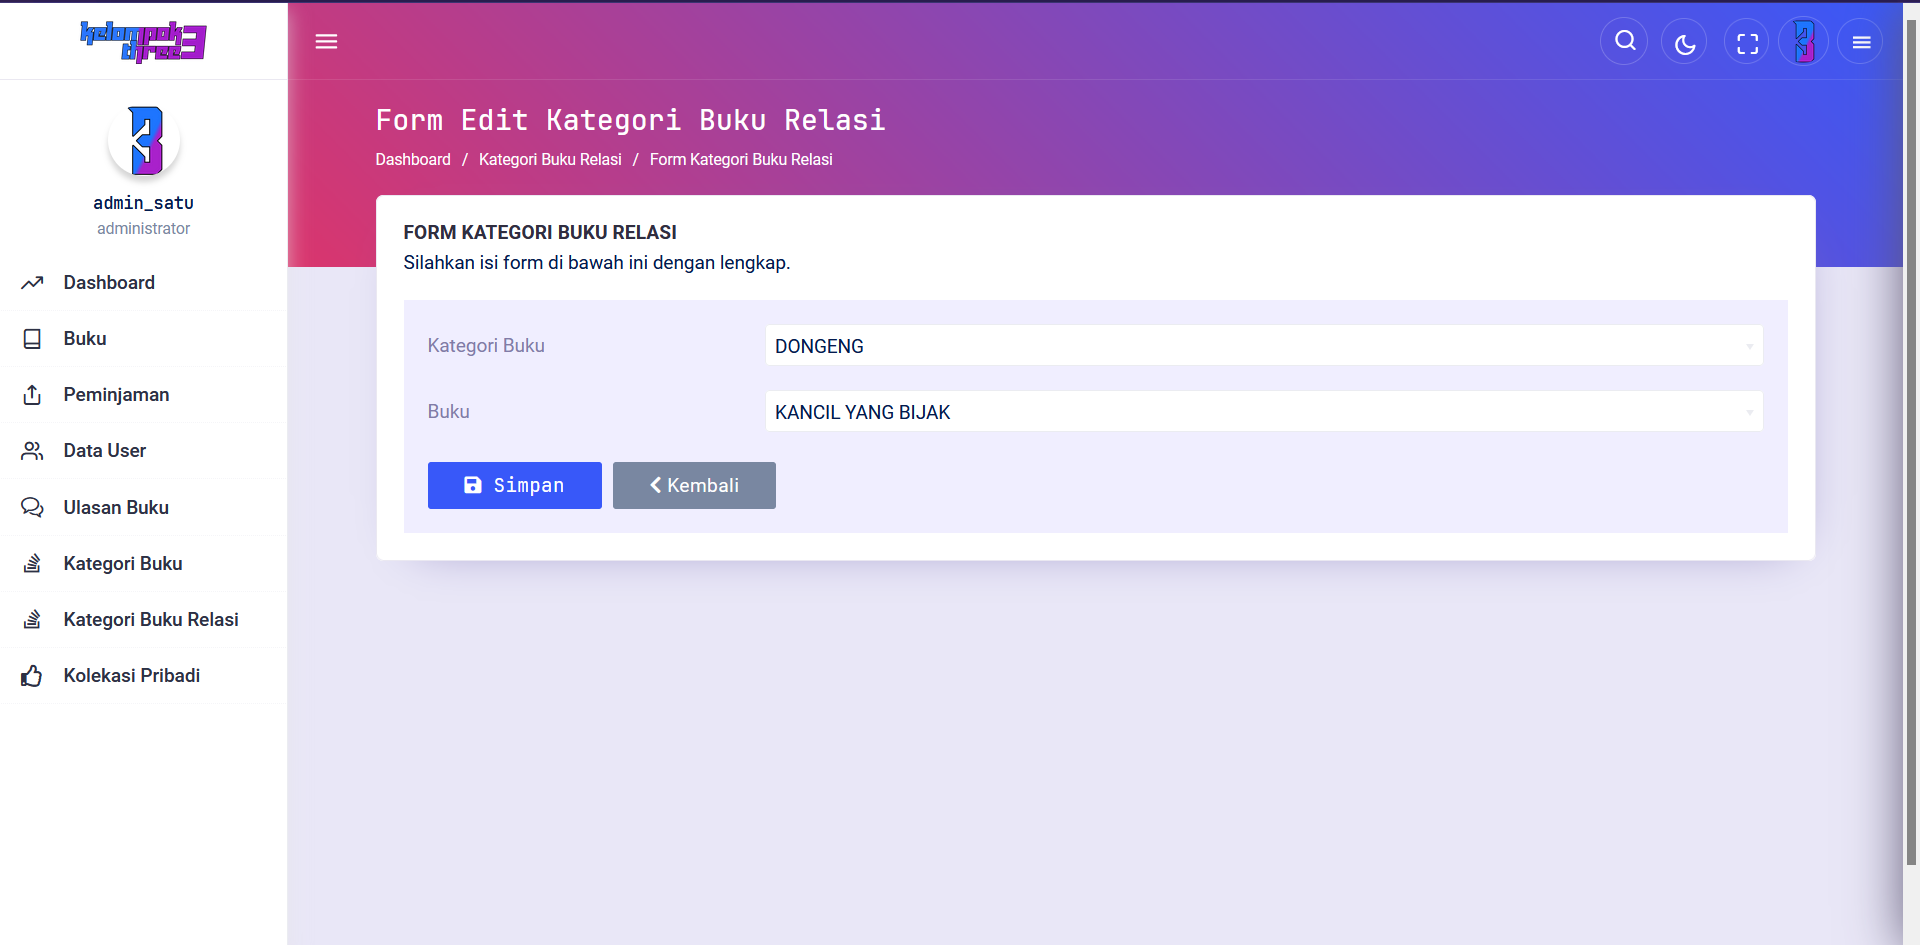 kelompok
three3
admin_satu
administrator
Dashboard
Buku
Peminjaman
Data User
Ulasan Buku
Kategori Buku
Kategori Buku Relasi
Kolekasi Pribadi
Form Edit Kategori Buku Relasi
Dashboard / Kategori Buku Relasi / Form Kategori Buku Relasi
FORM KATEGORI BUKU RELASI
Silahkan isi form di bawah ini dengan lengkap.
Kategori Buku DONGENG
Buku KANCIL YANG BIJAK
Simpan Kembali